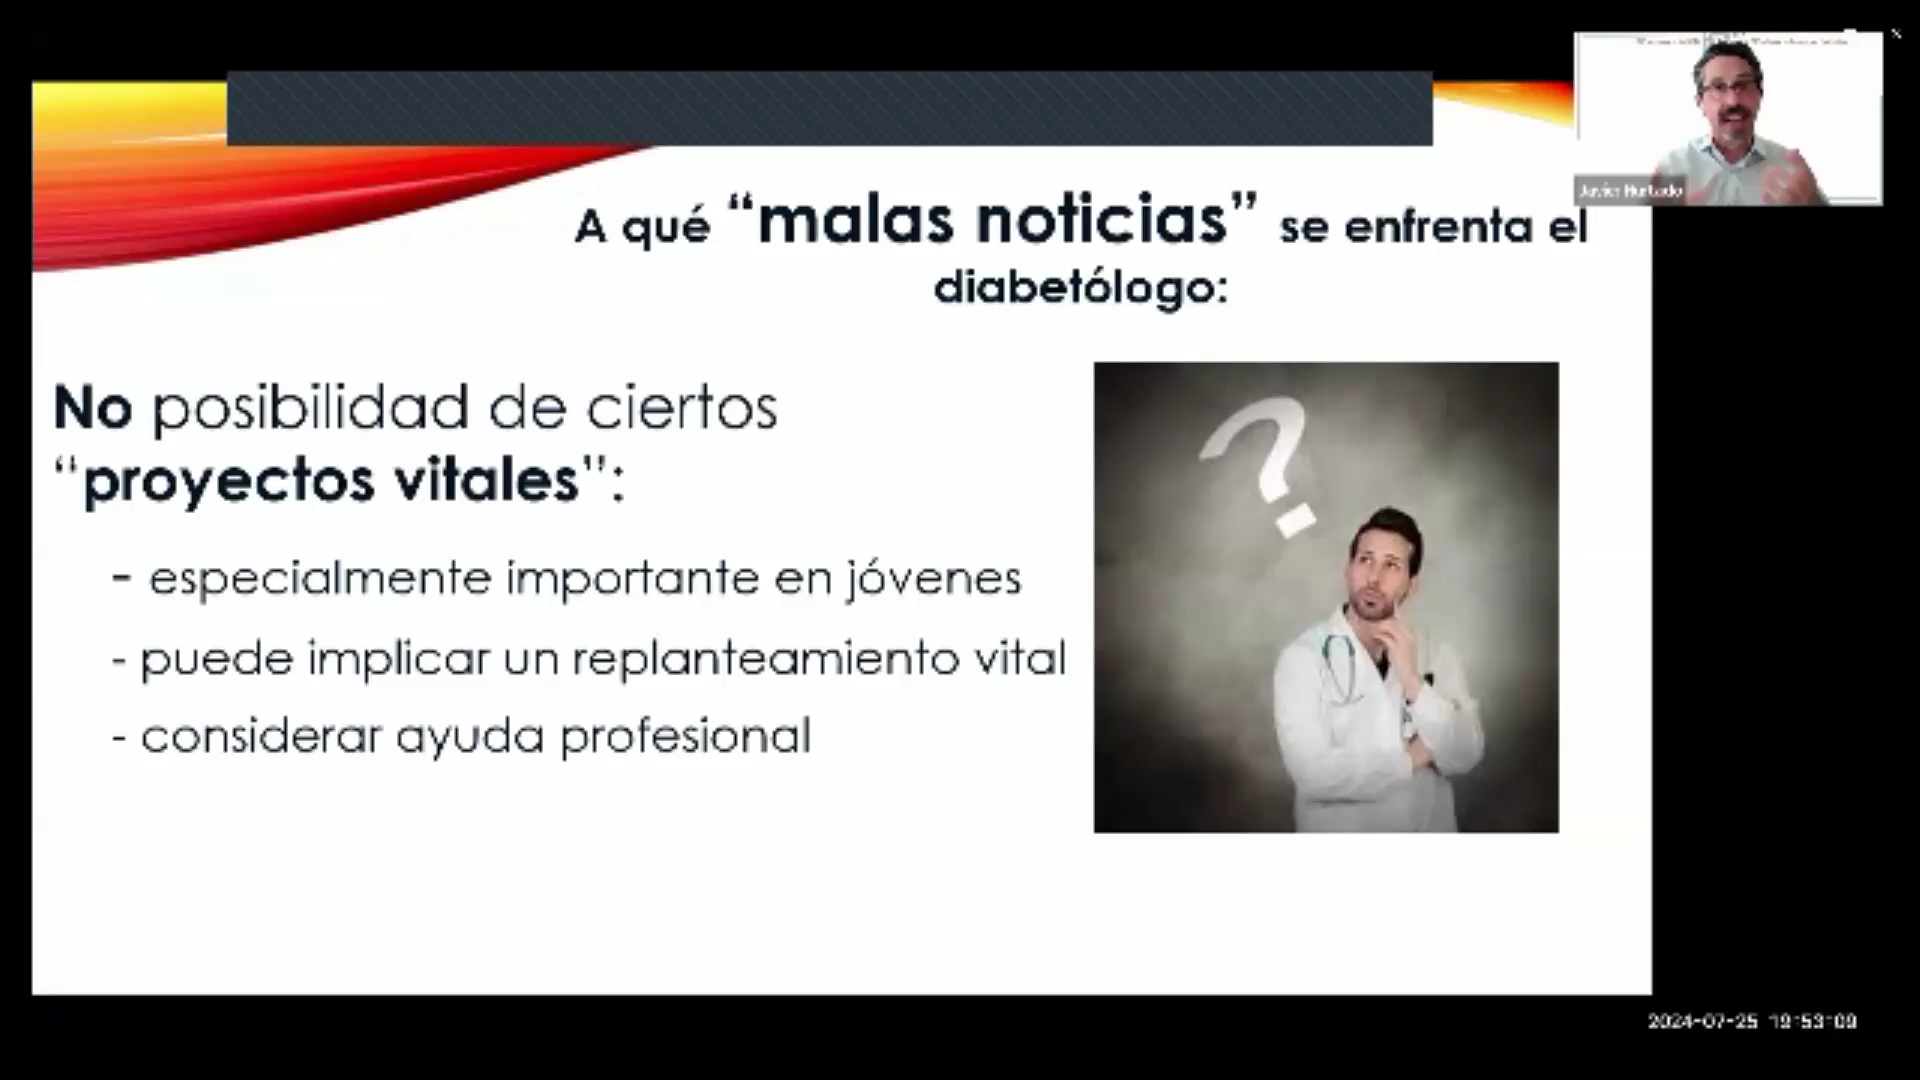 A qué “malas noticias” se enfrenta el
diabetólogo:
No posibilidad de ciertos
“proyectos vitales”:
- especialmente importante en jóvenes
- puede implicar un replanteamiento vital
- considerar ayuda profesional
?
Javier Hurtado
2024-07-25 19:53:09